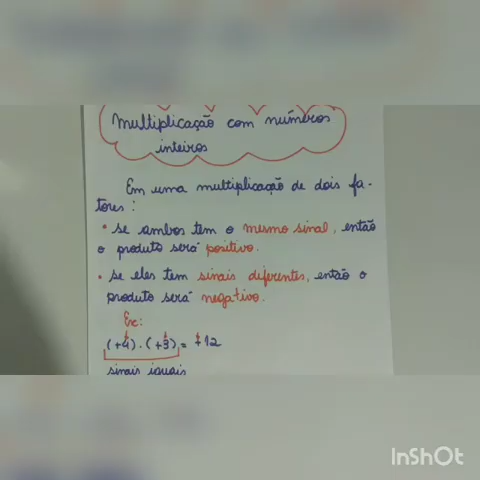 multiplicação com números
inteiros
Em uma multiplicação de dois fa-
tores:
• se ambos tem o mesmo sinal, então
o produto será positivo.
• se eles tem sinais diferentes, então o
produto será negativo.
Ex:
(+4) . (+3) = +12
sinais iguais
InShOt